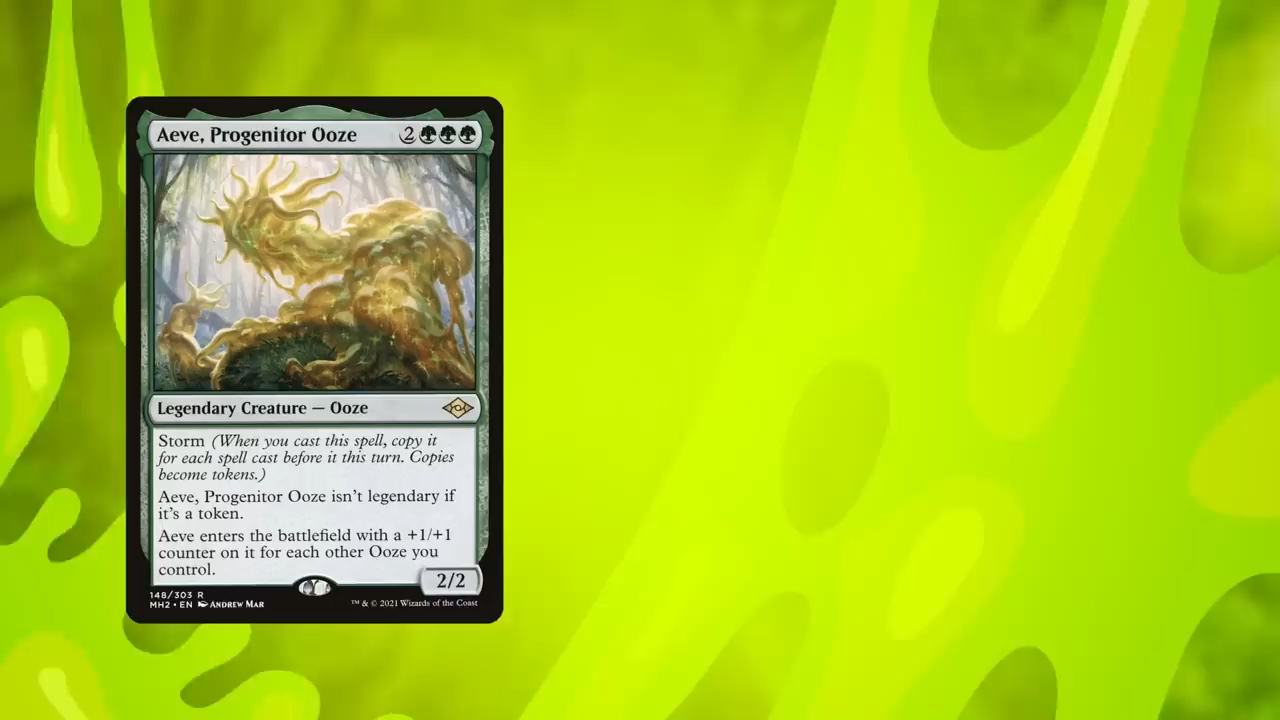 Aeve, Progenitor Ooze 2
Legendary Creature — Ooze
Storm (When you cast this spell, copy it
for each spell cast before it this turn. Copies
become tokens.)
Aeve, Progenitor Ooze isn't legendary if
it's a token.
Aeve enters the battlefield with a +1/+1
counter on it for each other Ooze you
control.
2/2
148/303 R
MH2 • EN Andrew Mar
™ & © 2021 Wizards of the Coast